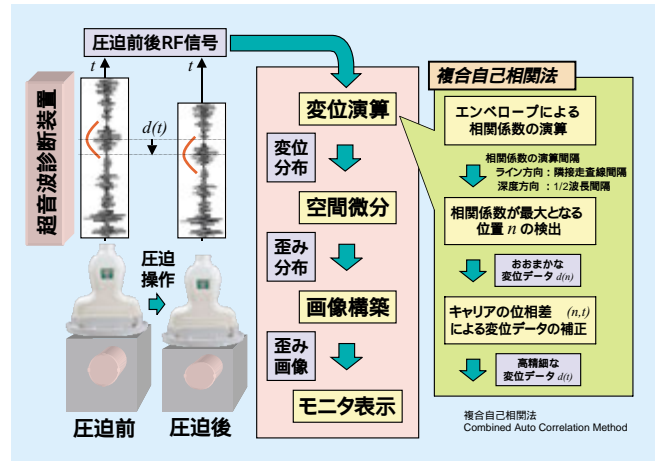 圧迫前後RF信号
t
t
超音波診断装置
d(t)
圧迫
操作
圧迫前
圧迫後
変位演算
変位
分布
空間微分
歪み
分布
画像構築
歪み
画像
モニタ表示
複合自己相関法
エンベロープによる
相関係数の演算
相関係数の演算間隔
ライン方向：隣接走査線間隔
深度方向 ：1/2波長間隔
相関係数が最大となる
位置 n の検出
おおまかな
変位データ d(n)
キャリアの位相差 (n,t)
による変位データの補正
高精細な
変位データ d(t)
複合自己相関法
Combined Auto Correlation Method